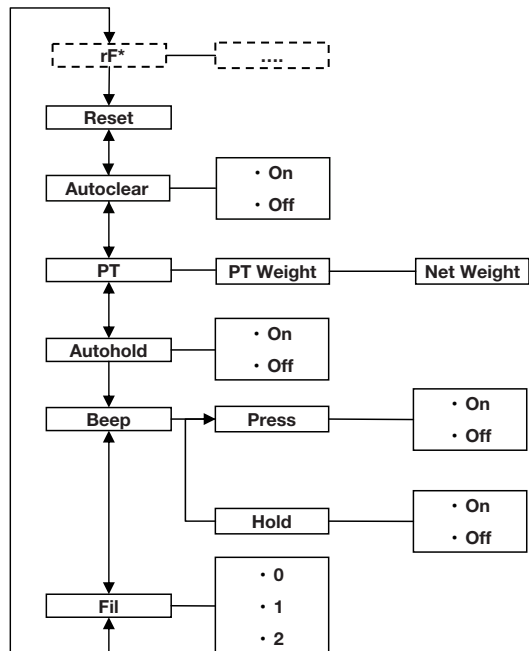 rF*
....
Reset
Autoclear
· On
· Off
PT
PT Weight
Net Weight
Autohold
· On
· Off
Beep
Press
· On
· Off
Hold
· On
· Off
Fil
· 0
· 1
· 2